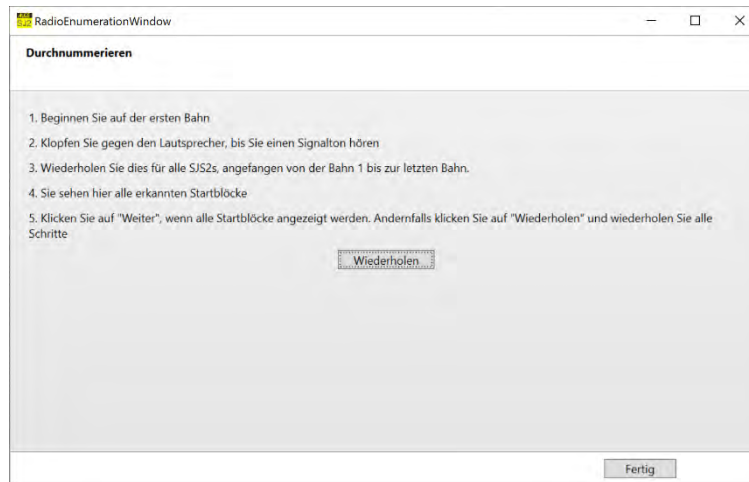 RadioEnumerationWindow
Durchnummerieren
1. Beginnen Sie auf der ersten Bahn
2. Klopfen Sie gegen den Lautsprecher, bis Sie einen Signalton hören
3. Wiederholen Sie dies für alle SJS2s, angefangen von der Bahn 1 bis zur letzten Bahn.
4. Sie sehen hier alle erkannten Startblöcke
5. Klicken Sie auf "Weiter", wenn alle Startblöcke angezeigt werden. Andernfalls klicken Sie auf "Wiederholen" und wiederholen Sie alle
Schritte
Wiederholen
Fertig